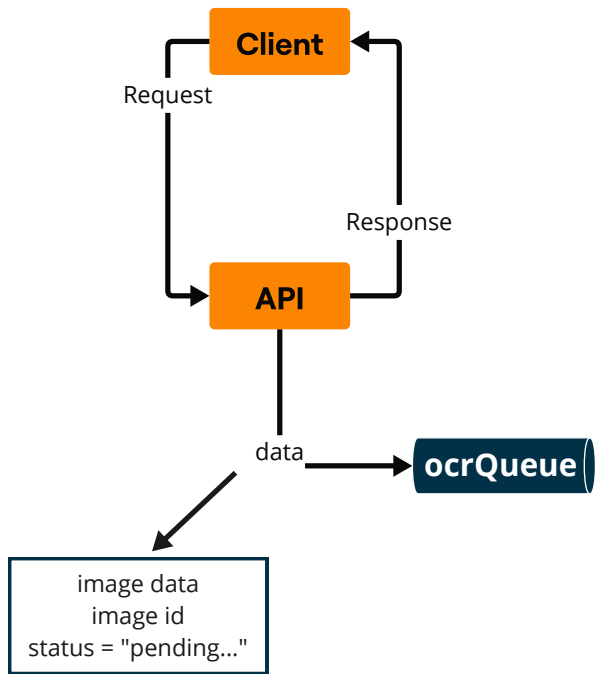 Client
Request
Response
API
data
ocrQueue
image data
image id
status = "pending..."